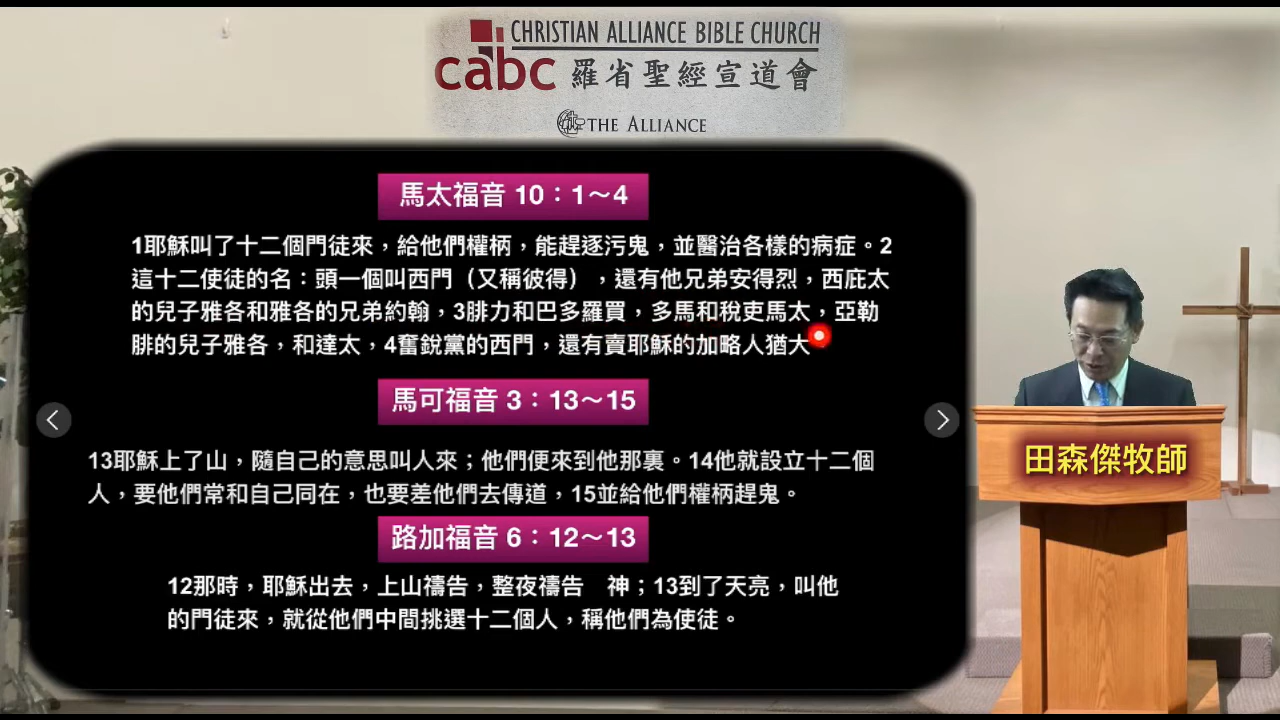 CHRISTIAN ALLIANCE BIBLE CHURCH
cabc 羅省聖經宣道會
THE ALLIANCE
馬太福音 10：1～4
1耶穌叫了十二個門徒來，給他們權柄，能趕逐污鬼，並醫治各樣的病症。2
這十二使徒的名：頭一個叫西門（又稱彼得），還有他兄弟安得烈，西庇太
的兒子雅各和雅各的兄弟約翰，3腓力和巴多羅買，多馬和稅吏馬太，亞勒
腓的兒子雅各，和達太，4奮銳黨的西門，還有賣耶穌的加略人猶大
馬可福音 3：13～15
13耶穌上了山，隨自己的意思叫人來；他們便來到他那裏。14他就設立十二個
人，要他們常和自己同在，也要差他們去傳道，15並給他們權柄趕鬼。
路加福音 6：12～13
12那時，耶穌出去，上山禱告，整夜禱告　神；13到了天亮，叫他
的門徒來，就從他們中間挑選十二個人，稱他們為使徒。
田森傑牧師